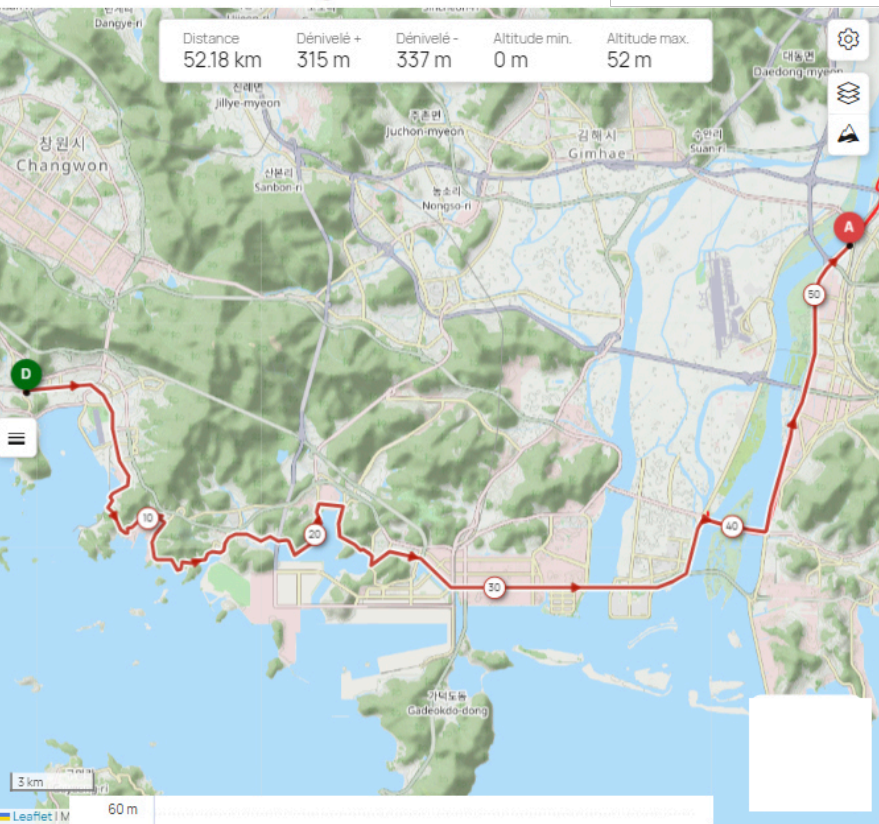 Dangye-ri
Distance
Dénivelé +
Dénivelé -
Altitude min.
Altitude max.
52.18 km
315 m
337 m
0 m
52 m
대동면
Daedong-myeon
진례면
Jillye-myeon
주촌면
Juchon-myeon
김해시
Gimhae
수안리
Suan-ri
창원시
Changwon
산본리
Sanbon-ri
농소리
Nongso-ri
A
50
D
10
20
40
30
가덕도동
Gadeokdo-dong
3 km
60 m
Leaflet | M